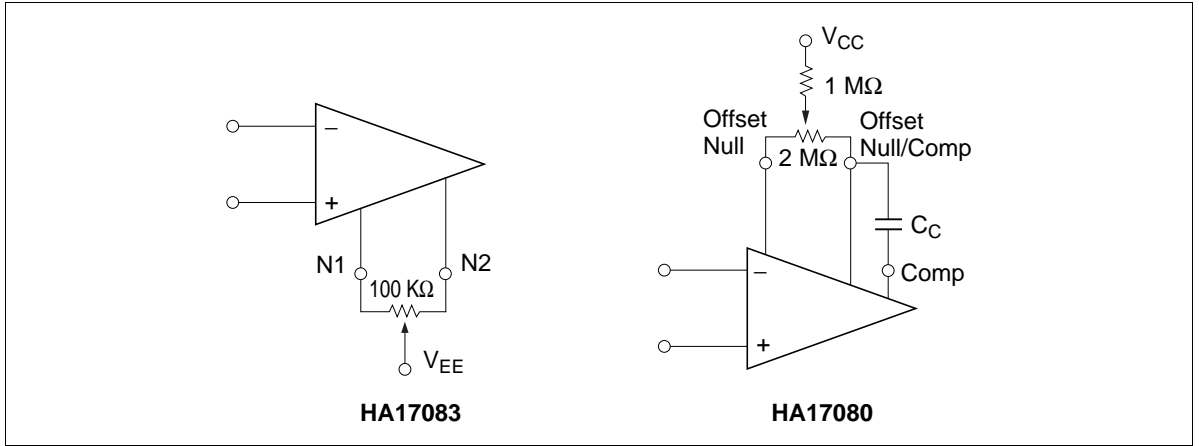 −
+
N1
N2
100 KΩ
VEE
HA17083
VCC
1 MΩ
Offset
Null
2 MΩ
Offset
Null/Comp
CC
Comp
−
+
HA17080